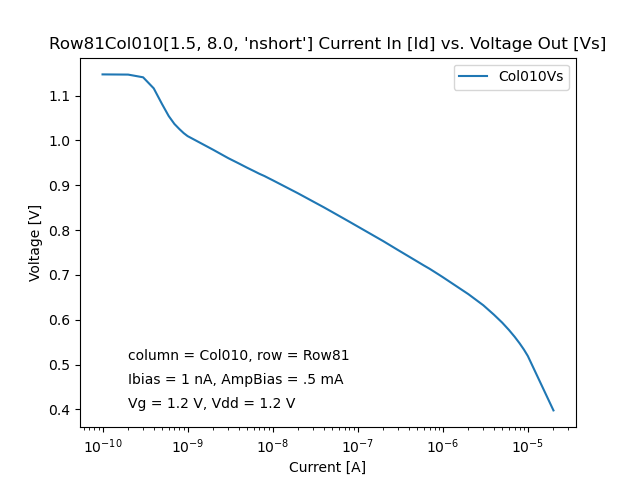 Row81Col010[1.5, 8.0, 'nshort'] Current In [Id] vs. Voltage Out [Vs]
Col010Vs
1.1
1.0
0.9
0.8
0.7
0.6
0.5
0.4
Voltage [V]
column = Col010, row = Row81
Ibias = 1 nA, AmpBias = .5 mA
Vg = 1.2 V, Vdd = 1.2 V
10⁻¹⁰ 10⁻⁹ 10⁻⁸ 10⁻⁷ 10⁻⁶ 10⁻⁵
Current [A]